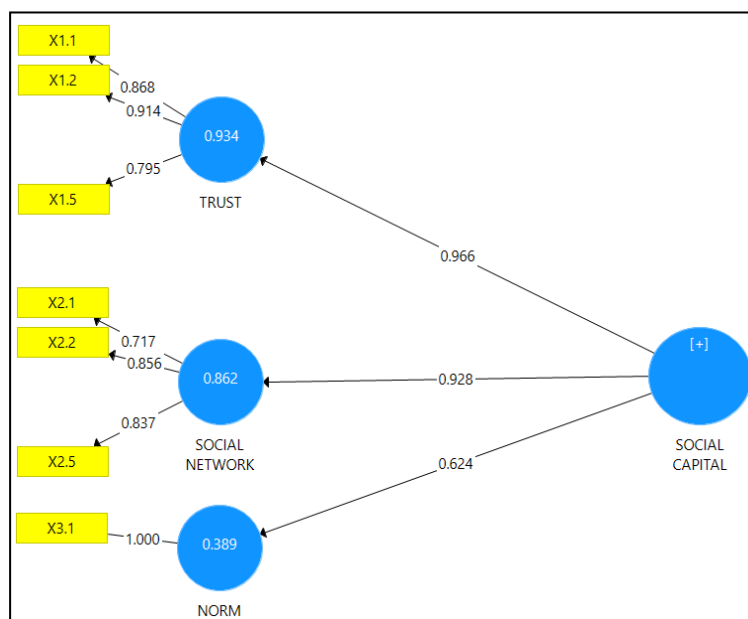 X1.1
X1.2
0.868
0.914
0.934
0.795
X1.5
TRUST
0.966
X2.1
X2.2
0.717
0.856
0.862
0.928
0.837
X2.5
SOCIAL
NETWORK
[+]
SOCIAL
CAPITAL
0.624
X3.1
1.000
0.389
NORM